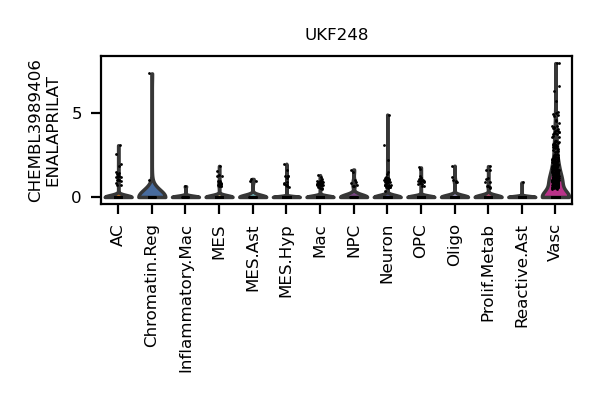 UKF248
CHEMBL3989406
ENALAPRILAT
5
0
AC
Chromatin.Reg
Inflammatory.Mac
MES
MES.Ast
MES.Hyp
Mac
NPC
Neuron
OPC
Oligo
Prolif.Metab
Reactive.Ast
Vasc